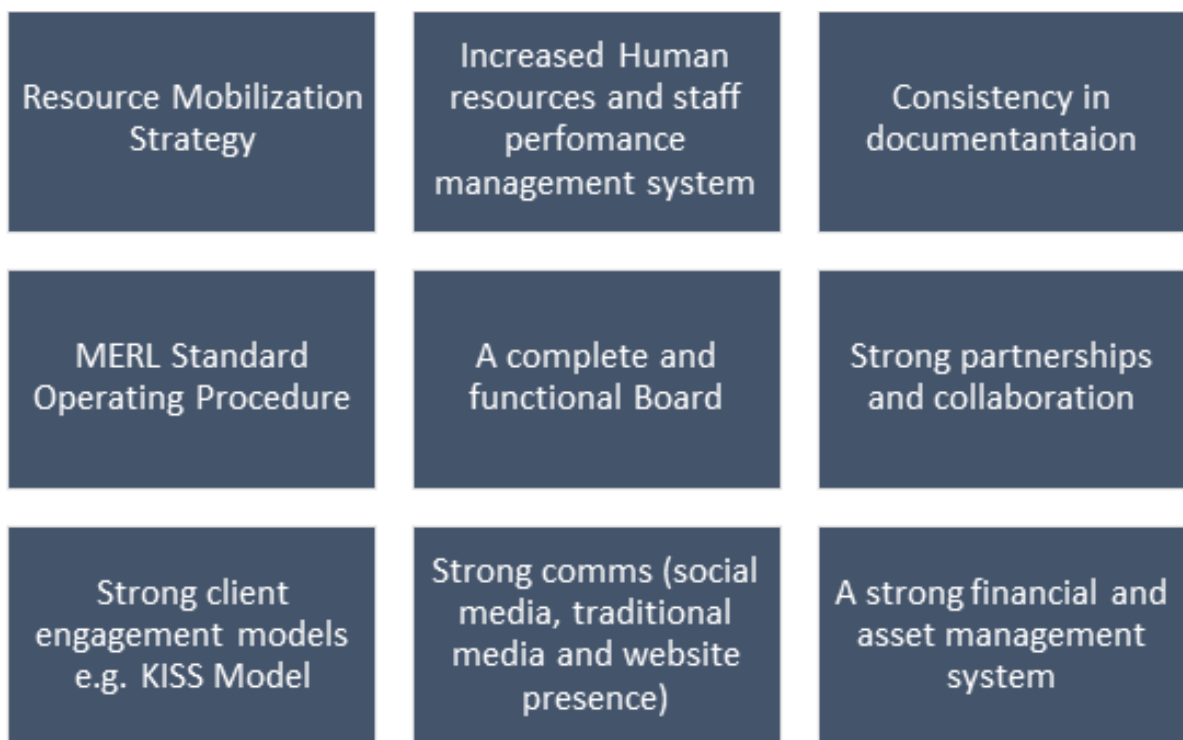 Resource Mobilization
Strategy
Increased Human
resources and staff
perfomance
management system
Consistency in
documentantaion
MERL Standard
Operating Procedure
A complete and
functional Board
Strong partnerships
and collaboration
Strong client
engagement models
e.g. KISS Model
Strong comms (social
media, traditional
media and website
presence)
A strong financial and
asset management
system